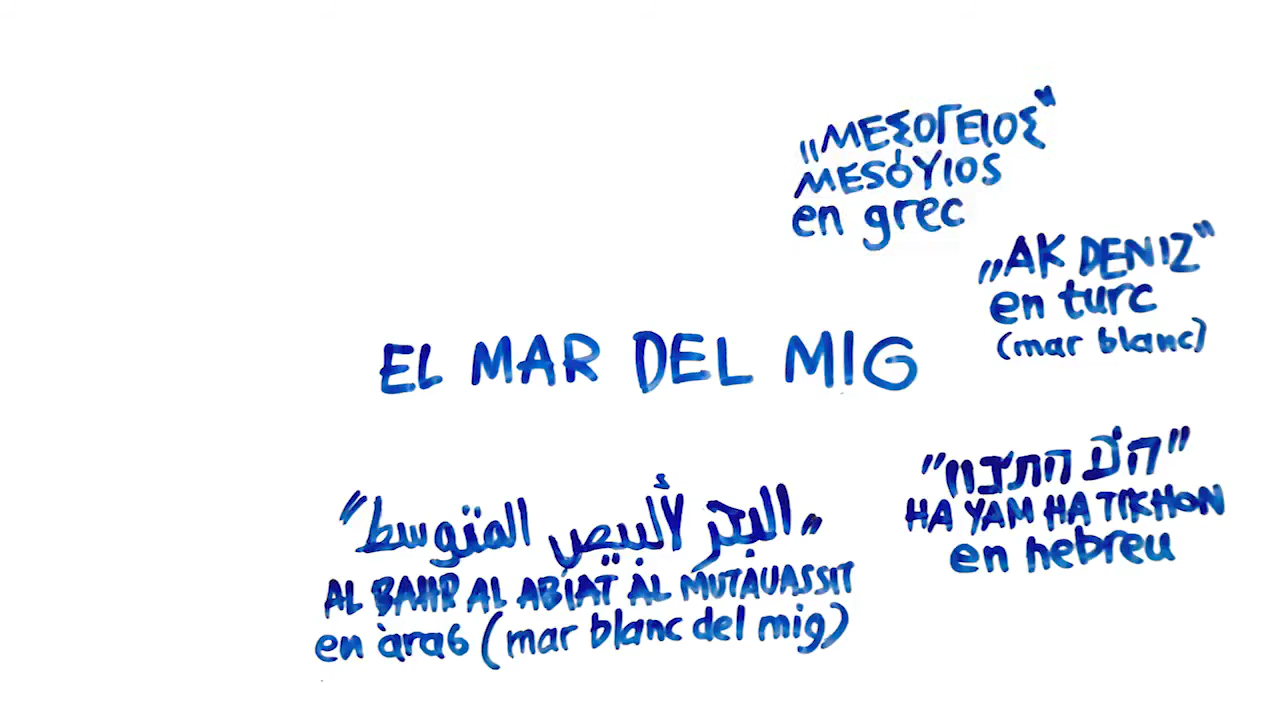 „ΜΕΣΟΓΕΙΟΣ"
MESÓYIOS
en grec
„AK DENIZ"
en turc
(mar blanc)
EL MAR DEL MIG
"הים התיכון"
HA YAM HA TIKHON
en hebreu
„البحر لألبيض المتوسط"
AL BAHR AL ABIAT AL MUTAUASSIT
en àrab (mar blanc del mig)